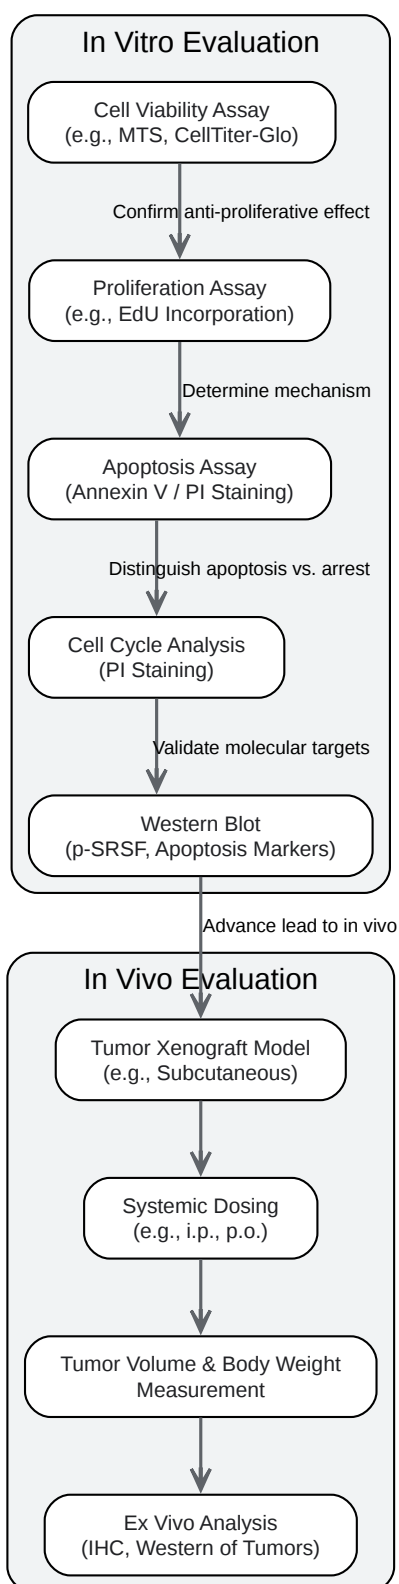 In Vitro Evaluation
Cell Viability Assay
(e.g., MTS, CellTiter-Glo)
Confirm anti-proliferative effect
Proliferation Assay
(e.g., EdU Incorporation)
Determine mechanism
Apoptosis Assay
(Annexin V / PI Staining)
Distinguish apoptosis vs. arrest
Cell Cycle Analysis
(PI Staining)
Validate molecular targets
Western Blot
(p-SRSF, Apoptosis Markers)
Advance lead to in vivo
In Vivo Evaluation
Tumor Xenograft Model
(e.g., Subcutaneous)
Systemic Dosing
(e.g., i.p., p.o.)
Tumor Volume & Body Weight
Measurement
Ex Vivo Analysis
(IHC, Western of Tumors)